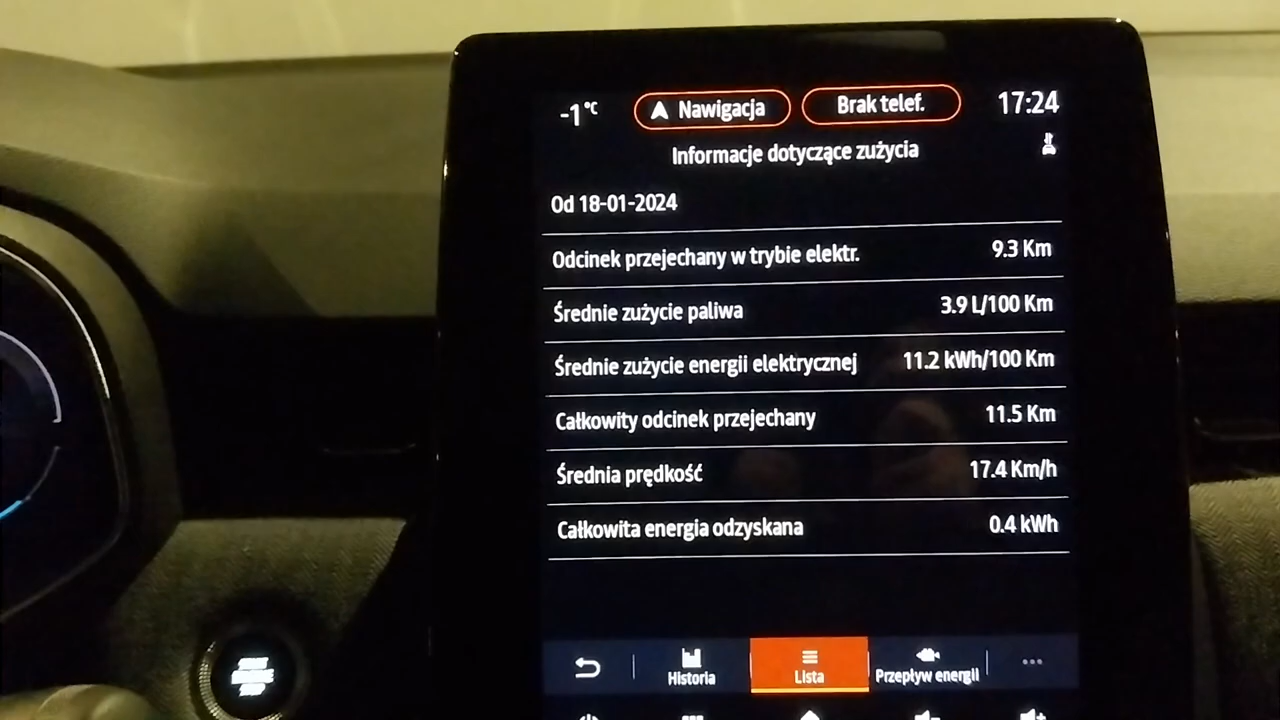 -1°C Nawigacja Brak telef. 17:24
Informacje dotyczące zużycia
Od 18-01-2024
Odcinek przejechany w trybie elektr. 9.3 Km
Średnie zużycie paliwa 3.9 L/100 Km
Średnie zużycie energii elektrycznej 11.2 kWh/100 Km
Całkowity odcinek przejechany 11.5 Km
Średnia prędkość 17.4 Km/h
Całkowita energia odzyskana 0.4 kWh
Historia Lista Przepływ energii